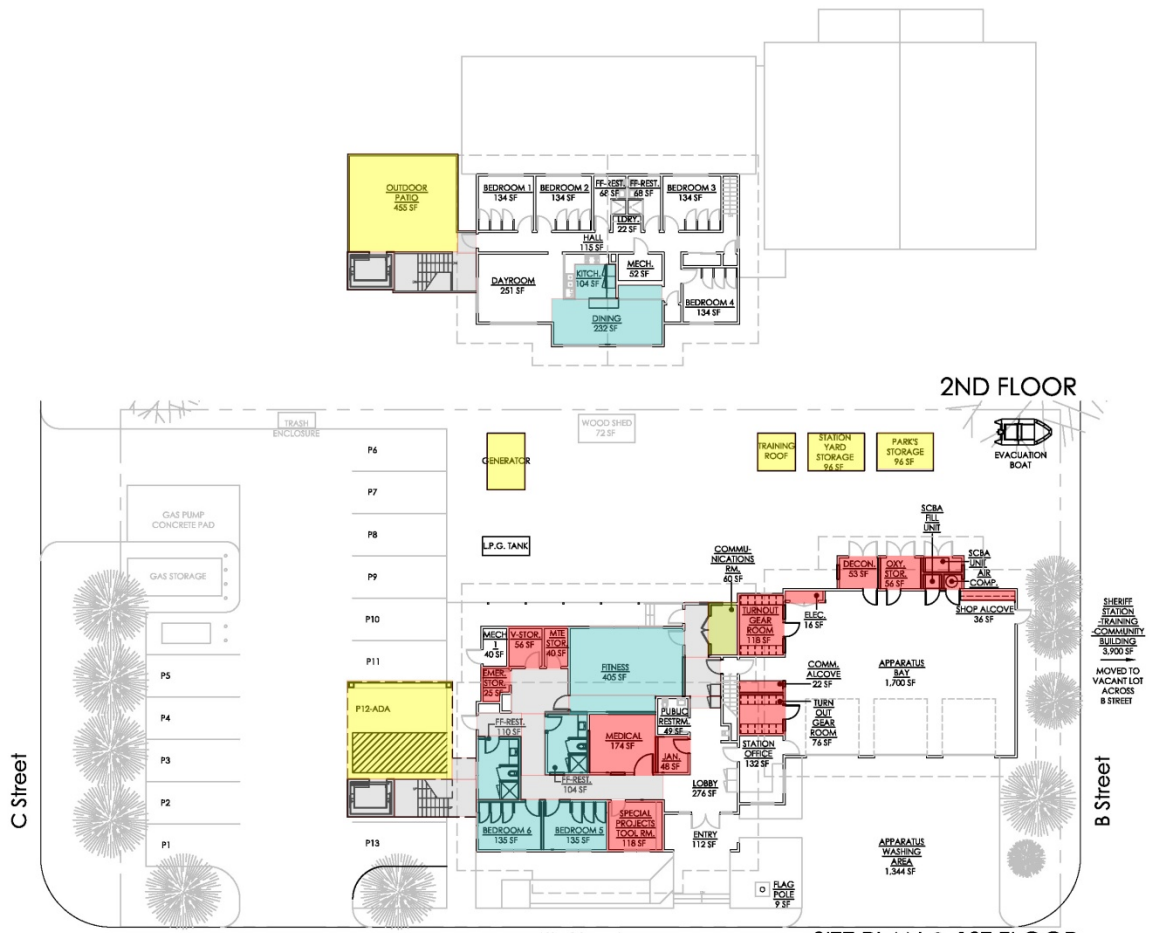 OUTDOOR
PATIO
455 SF
BEDROOM 1
134 SF
BEDROOM 2
134 SF
FF-REST.
68 SF
FF-REST.
68 SF
BEDROOM 3
134 SF
LDRY.
22 SF
HALL
115 SF
MECH.
52 SF
DAYROOM
251 SF
KITCH.
104 SF
BEDROOM 4
134 SF
DINING
232 SF
2ND FLOOR
TRASH
ENCLOSURE
WOOD SHED
72 SF
GENERATOR
TRAINING
ROOF
STATION
YARD
STORAGE
96 SF
PARK'S
STORAGE
96 SF
EVACUATION
BOAT
P6
P7
P8
P9
P10
P11
GAS PUMP
CONCRETE PAD
GAS STORAGE
L.P.G. TANK
COMMU-
NICATIONS
RM.
60 SF
SCBA
FILL
UNIT
SCBA
UNIT
AIR
COMP.
DECON.
53 SF
OXY.
STOR.
56 SF
SHOP ALCOVE
36 SF
ELEC.
16 SF
TURNOUT
GEAR
ROOM
118 SF
SHERIFF
STATION
-TRAINING
-COMMUNITY
BUILDING
3,900 SF
MOVED TO
VACANT LOT
ACROSS
B STREET
MECH
1
40 SF
V-STOR.
56 SF
MTE
STOR.
40 SF
EMER.
STOR.
25 SF
FITNESS
405 SF
COMM.
ALCOVE
22 SF
APPARATUS
BAY
1,700 SF
TURN
OUT
GEAR
ROOM
76 SF
P5
P4
P3
P2
P1
P12-ADA
P13
FF-REST.
110 SF
PUBLIC
RESTRM.
49 SF
MEDICAL
174 SF
JAN.
48 SF
STATION
OFFICE
132 SF
FF-REST.
104 SF
LOBBY
276 SF
BEDROOM 6
135 SF
BEDROOM 5
135 SF
SPECIAL
PROJECTS
TOOL RM.
118 SF
ENTRY
112 SF
APPARATUS
WASHING
AREA
1,344 SF
FLAG
POLE
9 SF
C Street
B Street
SITE PLAN & 1ST FLOOR